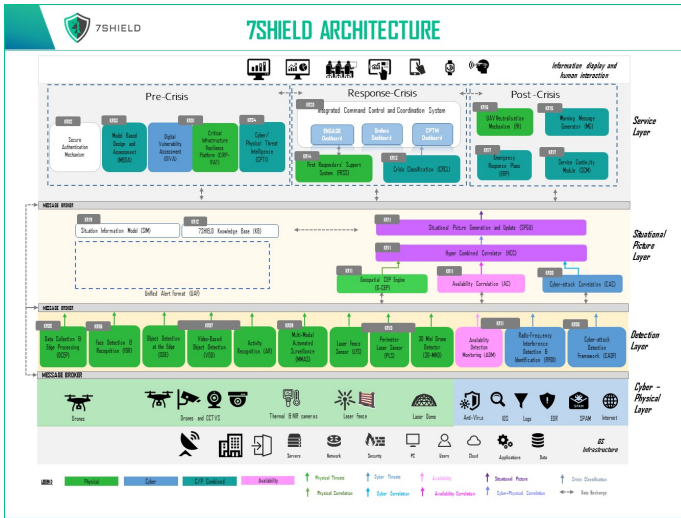 7SHIELD
7SHIELD ARCHITECTURE
Information display and
human interaction
Pre-Crisis
Response-Crisis
Post-Crisis
Service
Layer
Secure
Authentication
Mechanism
Model Based
Design and
Assessment
(MBDA)
Digital
Vulnerability
Assessment
(DIVA)
Critical
Infrastructure
Resilience
Platform (CIRP-
RAT)
Cyber/
Physical Threat
Intelligence
(CPTI)
Integrated Command Control and Coordination System
ENGAGE
Dashboard
Dashboard
CPTM
Dashboard
First Responders' Support
System (FRSS)
Crisis Classification (CRCL)
UAV Neutralisation
Mechanism
Warning Message
Generator
Emergency
Response Plans
(ERP)
Service Continuity
Module (SCM)
MESSAGE BROKER
Situation Information Model (SIM)
7SHIELD Knowledge Base (KB)
Situational Picture Generation and Update (SPGU)
Hyper Combined Correlator (HCC)
Geospatial CEP Engine
(G-CEP)
Availability Correlation (AC)
Cyber-attack Correlation (CAC)
Unified Alert Format (UAF)
Situational
Picture
Layer
MESSAGE BROKER
Data Collection &
Edge Processing
(DCEP)
Face Detection &
Recognition (FDR)
Object Detection
at the Edge (ODE)
Video-Based
Object Detection
(VOD)
Activity
Recognition (AR)
Multi-Modal
Automated
Surveillance
(MMAS)
Laser Fence
Sensor (LFS)
Perimeter
Laser Sensor
(PLS)
3D Mini Drone
Detector
(3D-MND)
Availability
Detection
Monitoring (ADM)
Radio-Frequency
Interference
Detection &
Identification (RFIDI)
Cyber-attack
Detection
Framework (CADF)
Detection
Layer
MESSAGE BROKER
Cyber –
Physical
Layer
Drones
Drones and CCTVS
Thermal & NIR cameras
Laser fence
Laser Dome
Anti-Virus
IDS
Logs
EDR
SPAM
Internet
Servers
Network
Security
PC
Users
Cloud
Applications
Data
GS
Infrastructure
Physical
Cyber
C/P Combined
Availability
Physical Threats
Cyber Threats
Availability
Situational Picture
Crisis Classification
Physical Correlation
Cyber Correlation
Availability Correlation
Cyber-Physical Correlation
Data Exchange